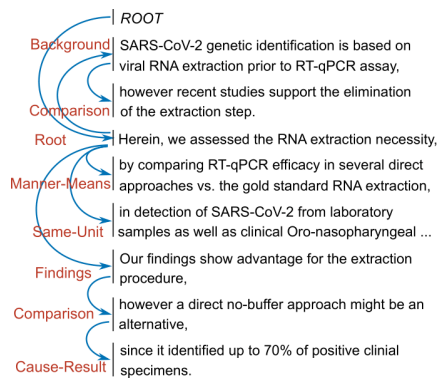 ROOT
Background
SARS-CoV-2 genetic identification is based on
viral RNA extraction prior to RT-qPCR assay,
however recent studies support the elimination
Comparison
of the extraction step.
Root
Herein, we assessed the RNA extraction necessity,
by comparing RT-qPCR efficacy in several direct
Manner-Means
approaches vs. the gold standard RNA extraction,
in detection of SARS-CoV-2 from laboratory
Same-Unit
samples as well as clinical Oro-nasopharyngeal ...
Our findings show advantage for the extraction
Findings
procedure,
however a direct no-buffer approach might be an
Comparison
alternative,
since it identified up to 70% of positive clinial
Cause-Result
specimens.